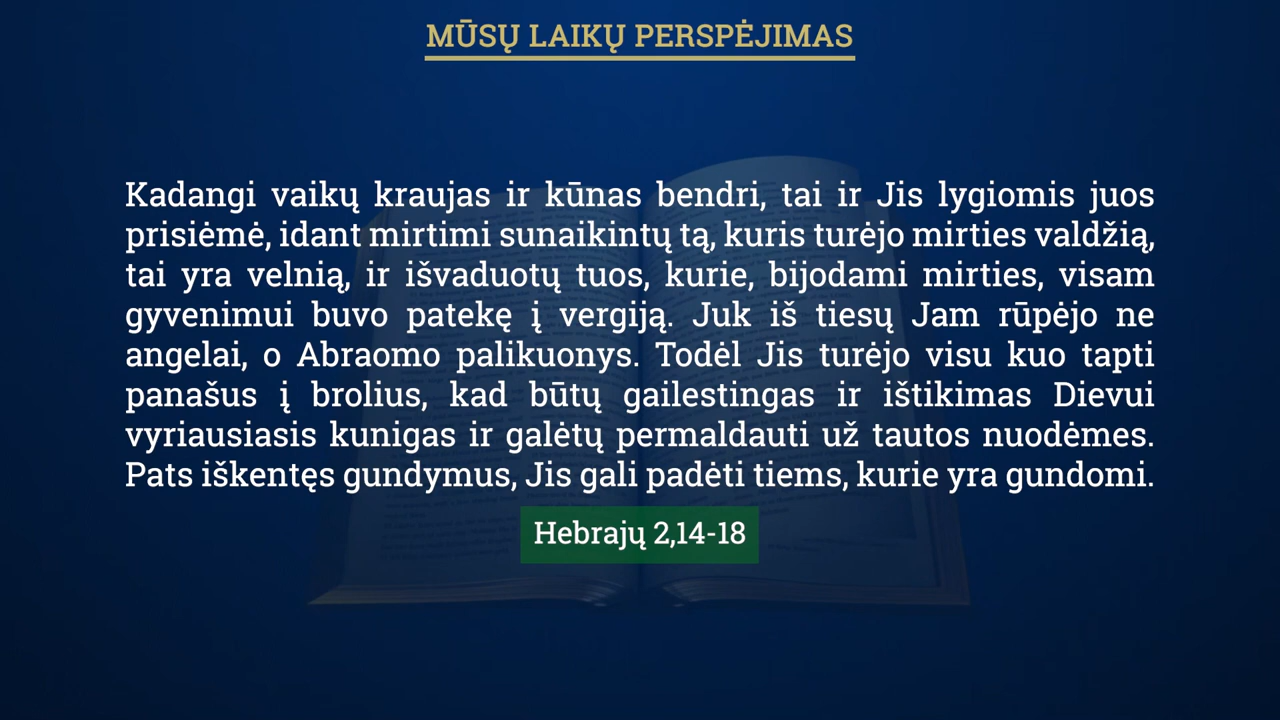 MŪSŲ LAIKŲ PERSPĖJIMAS
Kadangi vaikų kraujas ir kūnas bendri, tai ir Jis lygiomis juos
prisiėmė, idant mirtimi sunaikintų tą, kuris turėjo mirties valdžią,
tai yra velnią, ir išvaduotų tuos, kurie, bijodami mirties, visam
gyvenimui buvo patekę į vergiją. Juk iš tiesų Jam rūpėjo ne
angelai, o Abraomo palikuonys. Todėl Jis turėjo visu kuo tapti
panašus į brolius, kad būtų gailestingas ir ištikimas Dievui
vyriausiasis kunigas ir galėtų permaldauti už tautos nuodėmes.
Pats iškentęs gundymus, Jis gali padėti tiems, kurie yra gundomi.
Hebrajų 2,14-18